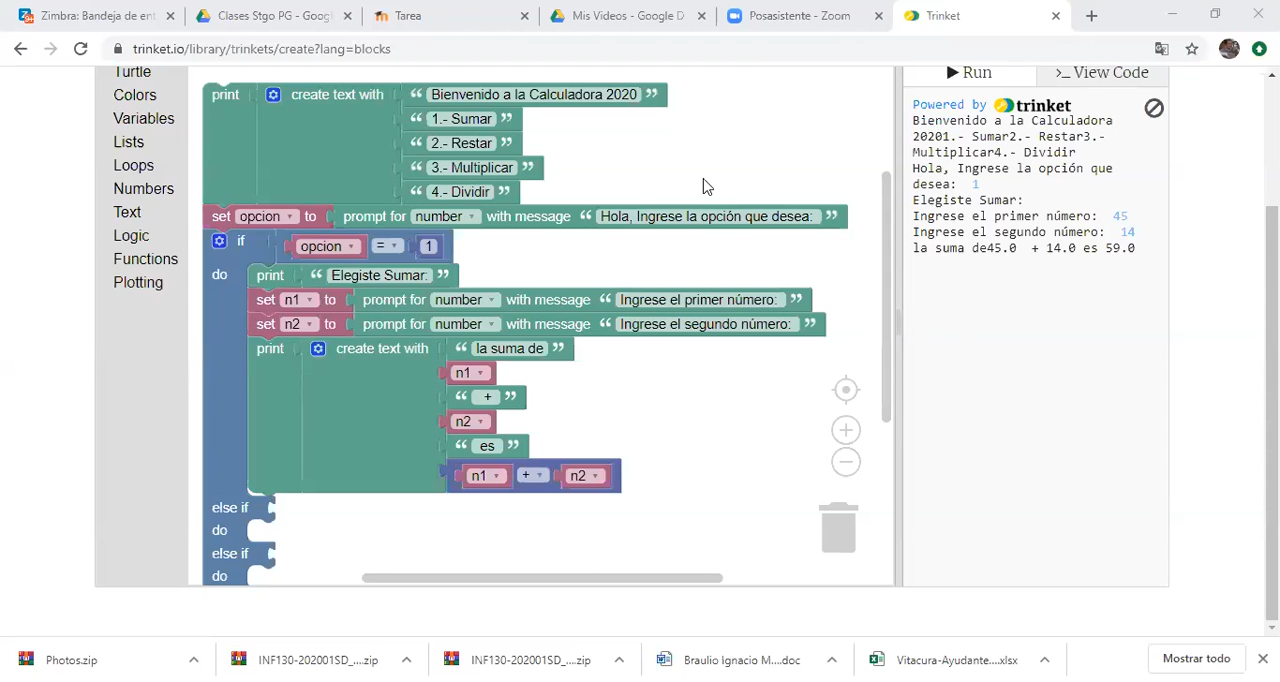 Zimbra: Bandeja de ent
Clases Stgo PG - Goog
Tarea
Mis Videos - Google D
Posasistente - Zoom
Trinket
trinket.io/library/trinkets/create?lang=blocks
Turtle
Colors
Variables
Lists
Loops
Numbers
Text
Logic
Functions
Plotting
print create text with “ Bienvenido a la Calculadora 2020 ”
“ 1.- Sumar ”
“ 2.- Restar ”
“ 3.- Multiplicar ”
“ 4.- Dividir ”
set opcion to prompt for number with message “ Hola, Ingrese la opción que desea: ”
if opcion = 1
do print “ Elegiste Sumar: ”
set n1 to prompt for number with message “ Ingrese el primer número: ”
set n2 to prompt for number with message “ Ingrese el segundo número: ”
print create text with “ la suma de ”
n1
“ + ”
n2
“ es ”
n1 + n2
else if
do
else if
do
Run
>_ View Code
Powered by trinket
Bienvenido a la Calculadora
20201.- Sumar2.- Restar3.-
Multiplicar4.- Dividir
Hola, Ingrese la opción que
desea: 1
Elegiste Sumar:
Ingrese el primer número: 45
Ingrese el segundo número: 14
la suma de45.0 + 14.0 es 59.0
Photos.zip
INF130-202001SD_....zip
INF130-202001SD_....zip
Braulio Ignacio M....doc
Vitacura-Ayudante....xlsx
Mostrar todo